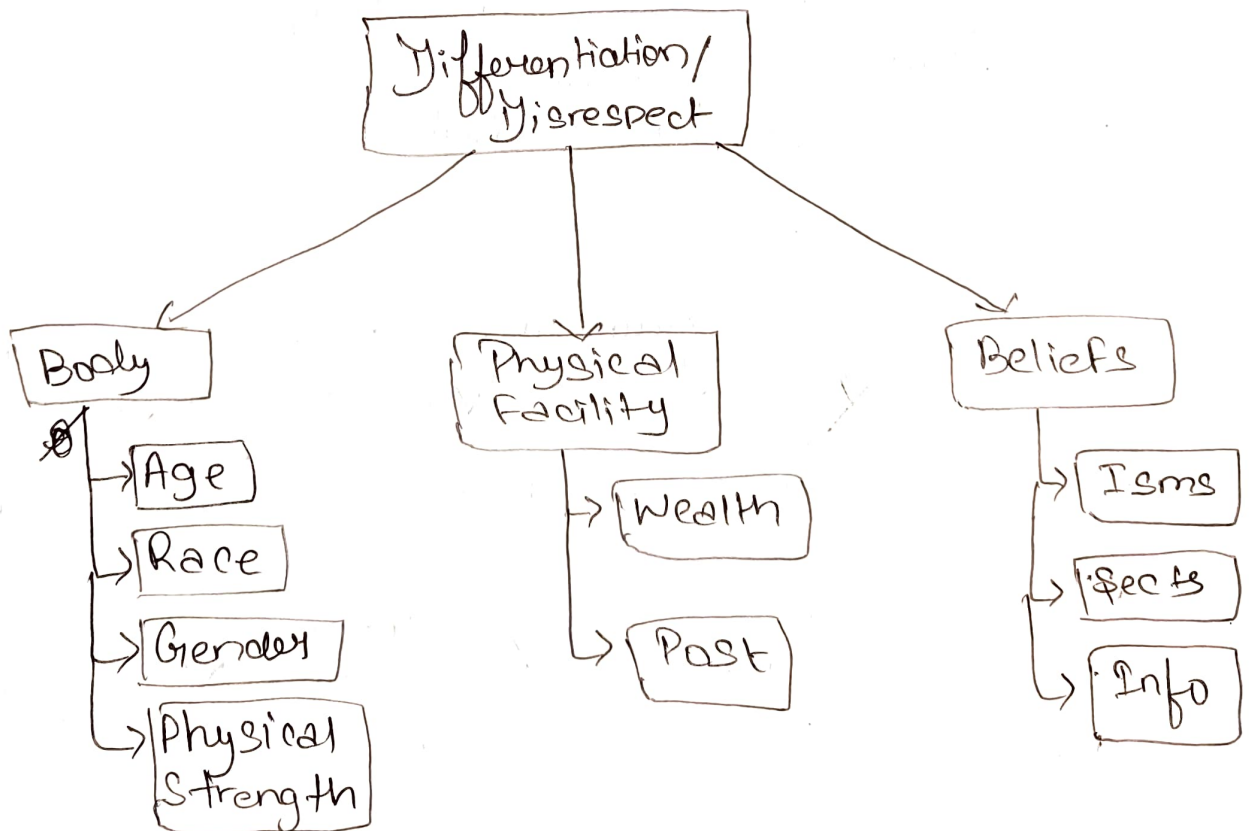 Differentiation/
Disrespect
Body
Physical
Facility
Beliefs
Age
Race
Gender
Physical
Strength
Wealth
Post
Isms
Sects
Info